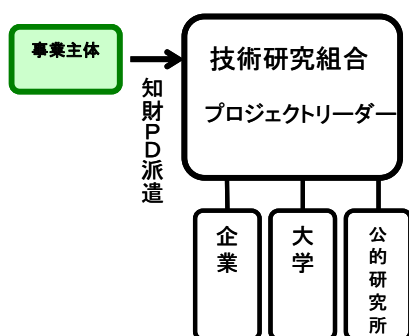 事業主体
知財PD派遣
技術研究組合
プロジェクトリーダー
企業
大学
公的研究所